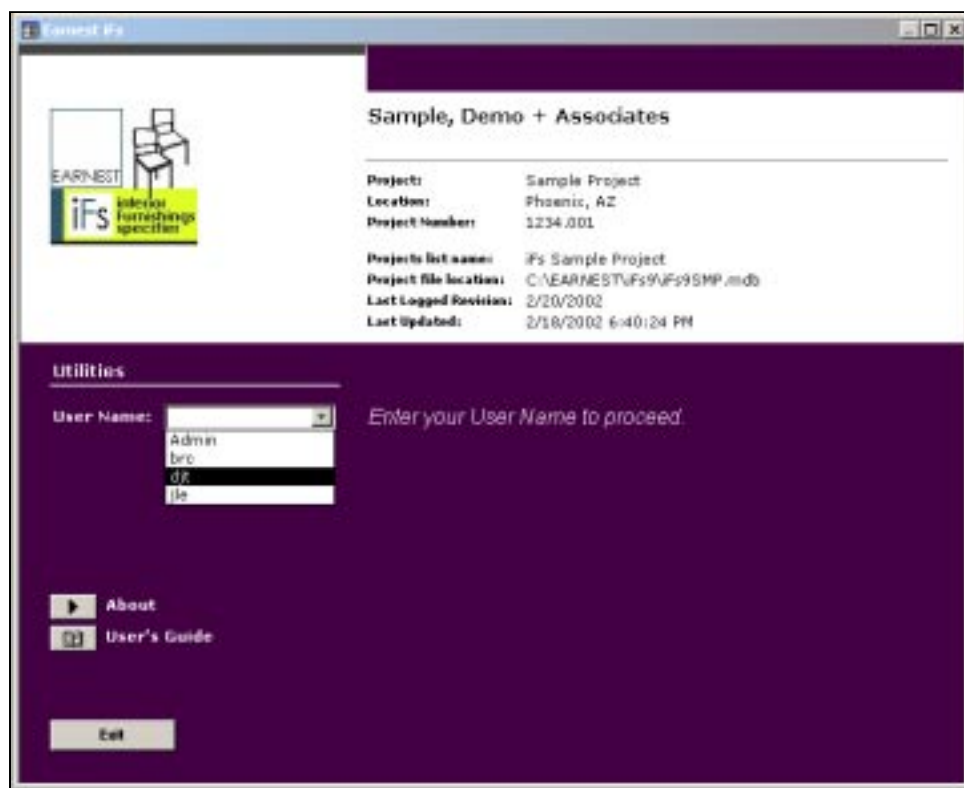 Earnest iFs
Sample, Demo + Associates
EARNEST
iFs interior furnishings specifier
Project: Sample Project
Location: Phoenic, AZ
Project Number: 1234.001
Projects list name: iFs Sample Project
Project file location: C:\EARNEST\iFs9\iFs9SMP.mdb
Last Logged Revision: 2/20/2002
Last Updated: 2/18/2002 6:40:24 PM
Utilities
User Name:
Enter your User Name to proceed.
Admin
bro
djt
jle
About
User's Guide
Exit